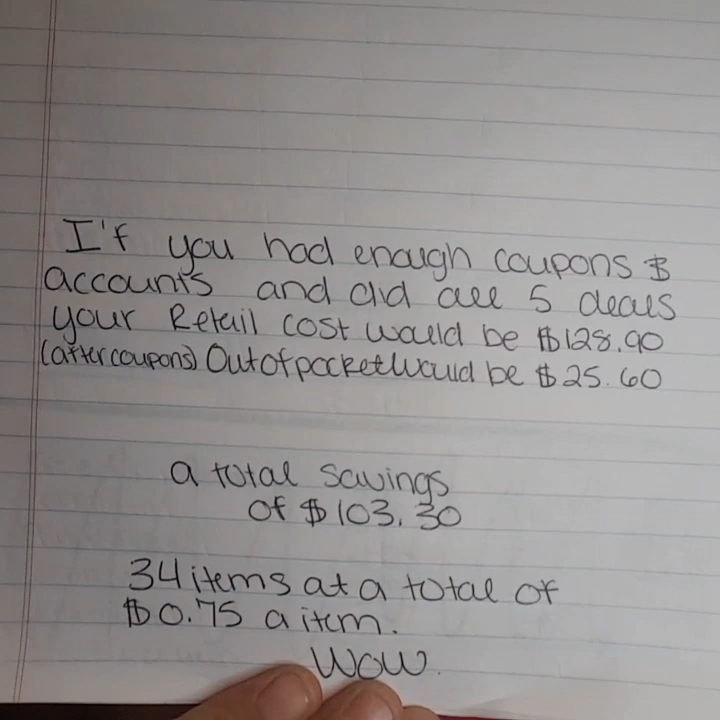 I'f you had enough coupons $
accounts and did all 5 deals
your Retail cost would be $128.90
(after coupons) Out of pocket Would be $25.60
a total savings
of $103.30
34 items at a total of
$0.75 a item.
Wow.